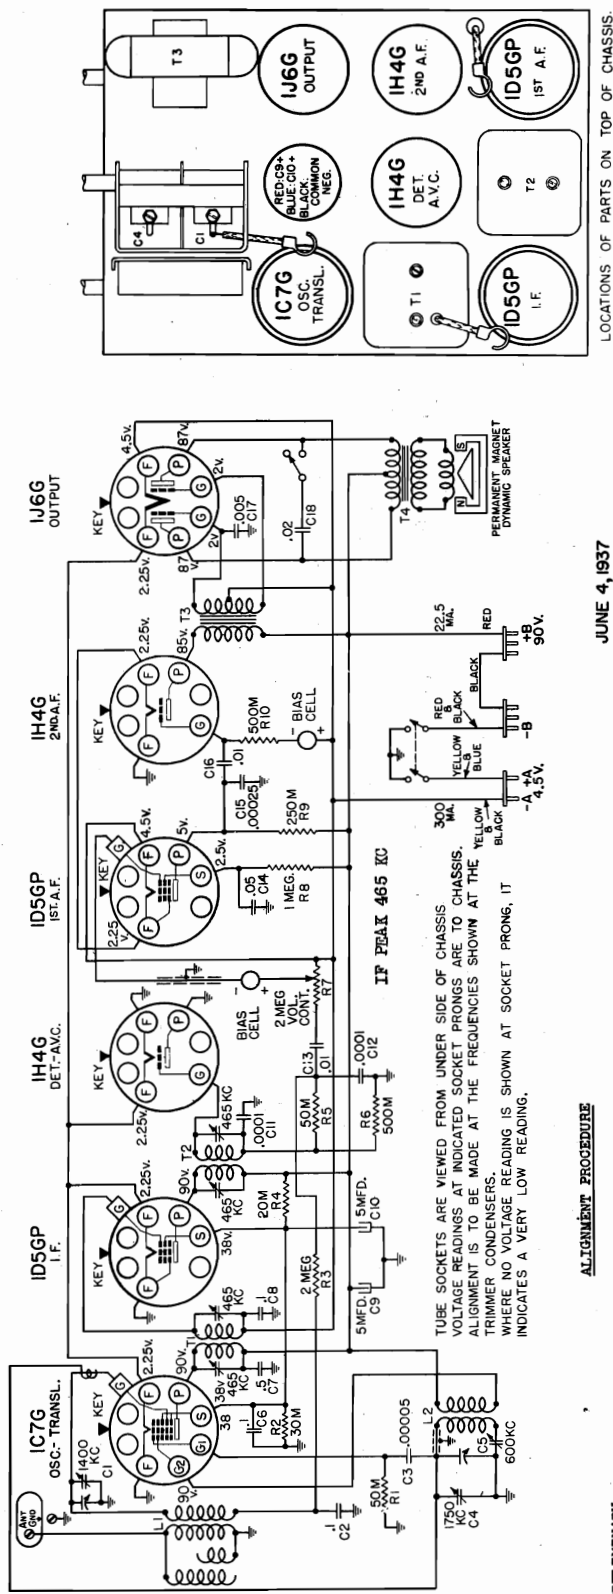 1C7G
OSC.- TRANSL.
1D5GP
I.F.
1H4G
DET.-A.V.C.
1D5GP
1ST. A.F.
1H4G
2ND. A.F.
1J6G
OUTPUT
ANT
GND
L1
1400
KC
C1
KEY
G
F
F
P
S
G2
G1
90
V.
2.25V.
90V.
38V.
38
.1
C6
R2
30M
.1
C2
50M
R1
C3
.00005
L2
1750
KC
C4
C5
600KC
T1
465
KC
.5
C7
465
KC
.1
C8
KEY
G
F
F
P
S
2.25V.
90V.
38V.
20M
R4
2 MEG
R3
5MFD.
C9
5MFD.
C10
T2
465
KC
465 KC
.0001
C11
KEY
F
F
P
G
2.25V.
50M
R5
R6
500M
C13
.01
.0001
C12
BIAS
CELL
-
+
2 MEG
VOL.
CONT.
R7
KEY
G
F
F
P
S
2.25
V.
4.5V.
5V.
2.5V.
.05
C14
1 MEG.
R8
250M
R9
C15
.00025
C16
.01
500M
R10
- BIAS
CELL
+
KEY
F
F
P
G
2.25V.
85V.
T3
KEY
F
F
P
P
G
G
2.25V.
4.5V.
87
V.
87V.
2V
2V.
.005
C17
.02
C18
T4
N
S
PERMANENT MAGNET
DYNAMIC SPEAKER
300
MA.
YELLOW
&
BLACK
YELLOW
&
BLUE
RED
&
BLACK
BLACK
22.5
MA.
RED
-A +A
4.5 V.
-B
+B
90V.
IF PEAK 465 KC
TUBE SOCKETS ARE VIEWED FROM UNDER SIDE OF CHASSIS
VOLTAGE READINGS AT INDICATED SOCKET PRONGS ARE TO CHASSIS.
ALIGNMENT IS TO BE MADE AT THE FREQUENCIES SHOWN AT THE
TRIMMER CONDENSERS.
WHERE NO VOLTAGE READING IS SHOWN AT SOCKET PRONG, IT
INDICATES A VERY LOW READING.
ALIGNMENT PROCEDURE
JUNE 4, 1937
C4
C1
T3
1C7G
OSC.
TRANSL.
RED:C9+
BLUE:C10+
BLACK:
COMMON
NEG.
1J6G
OUTPUT
T1
1H4G
DET.
A.V.C.
1H4G
2ND A.F.
1D5GP
I.F.
T2
1D5GP
1ST A.F.
LOCATIONS OF PARTS ON TOP OF CHASSIS.